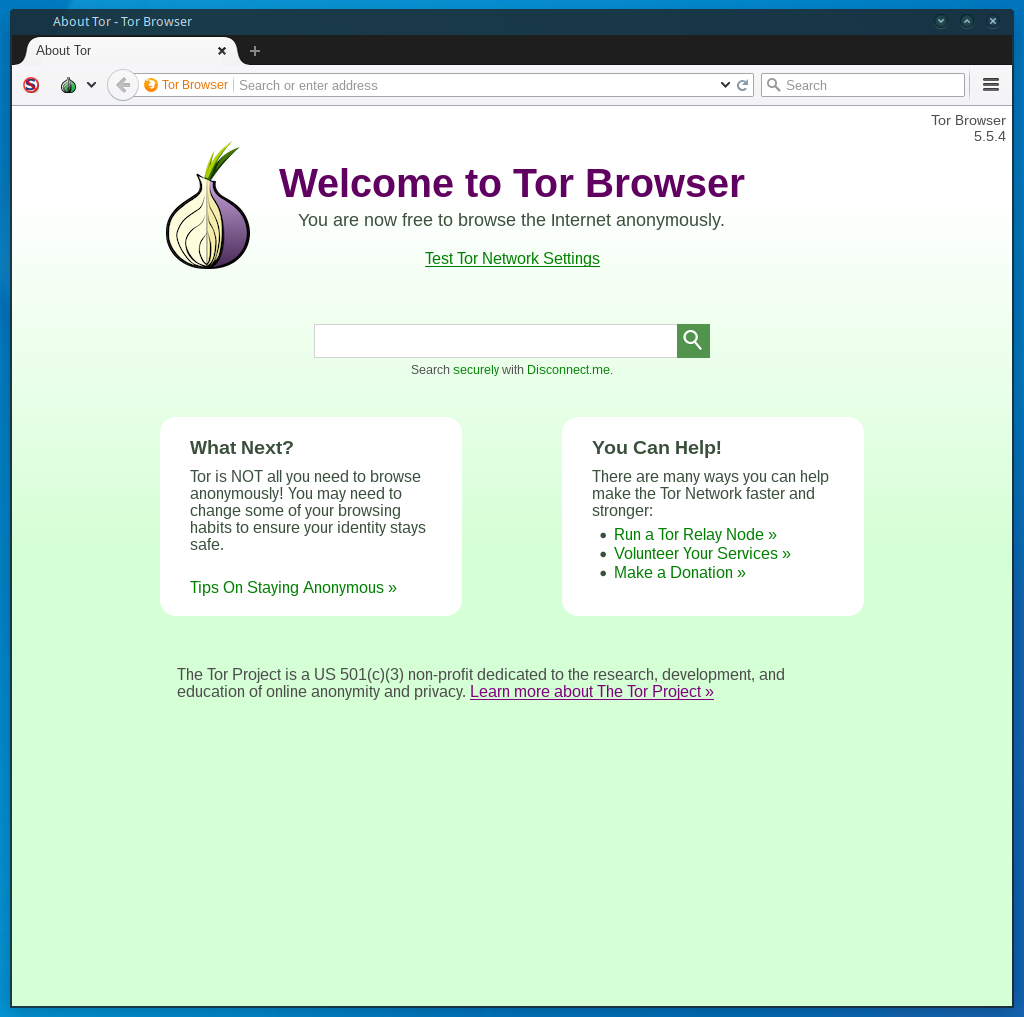 About Tor - Tor Browser
About Tor
Tor Browser
Search or enter address
Search
Tor Browser
5.5.4
Welcome to Tor Browser
You are now free to browse the Internet anonymously.
Test Tor Network Settings
Search securely with Disconnect.me.
What Next?
Tor is NOT all you need to browse
anonymously! You may need to
change some of your browsing
habits to ensure your identity stays
safe.
Tips On Staying Anonymous »
You Can Help!
There are many ways you can help
make the Tor Network faster and
stronger:
• Run a Tor Relay Node »
• Volunteer Your Services »
• Make a Donation »
The Tor Project is a US 501(c)(3) non-profit dedicated to the research, development, and
education of online anonymity and privacy. Learn more about The Tor Project »